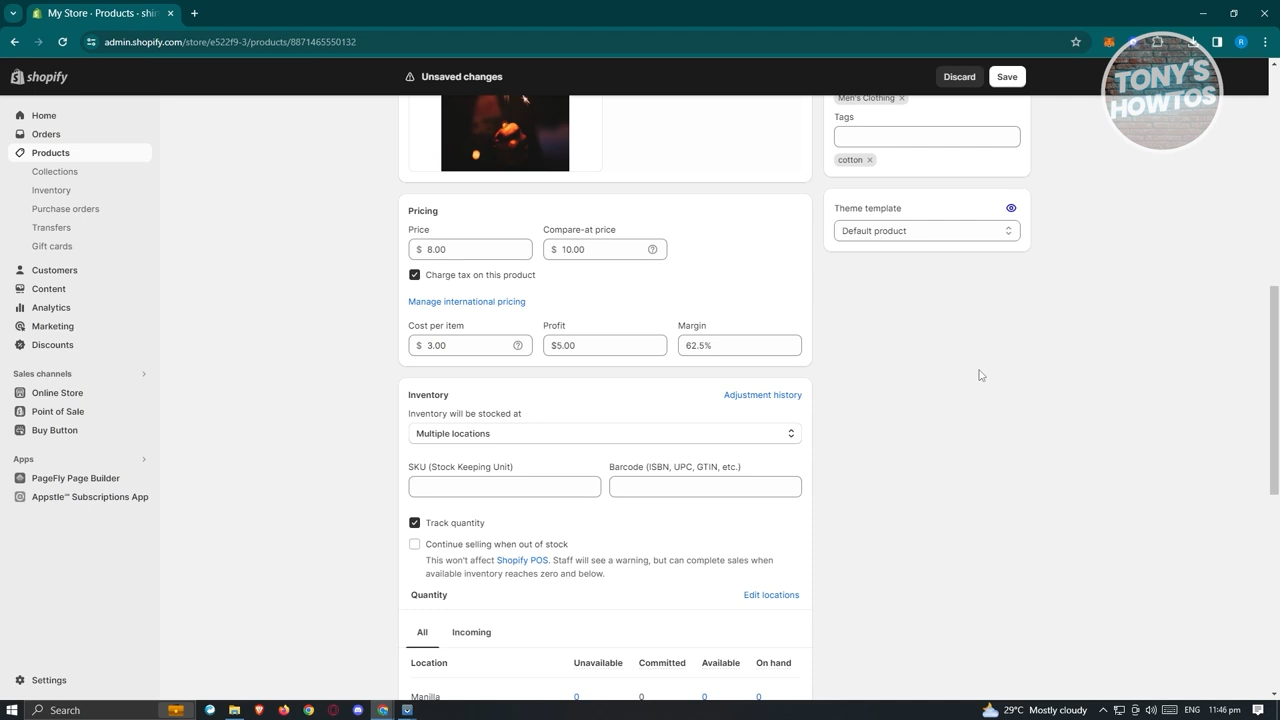 My Store · Products · shi
admin.shopify.com/store/e522f9-3/products/8871465550132
shopify
Unsaved changes
Discard
Save
TONY'S
HOWTOS
Home
Orders
Products
Collections
Inventory
Purchase orders
Transfers
Gift cards
Customers
Content
Analytics
Marketing
Discounts
Sales channels
Online Store
Point of Sale
Buy Button
Apps
PageFly Page Builder
Appstle℠ Subscriptions App
Settings
Men's Clothing
Tags
cotton
Theme template
Default product
Pricing
Price
Compare-at price
$ 8.00
$ 10.00
Charge tax on this product
Manage international pricing
Cost per item
Profit
Margin
$ 3.00
$5.00
62.5%
Inventory
Adjustment history
Inventory will be stocked at
Multiple locations
SKU (Stock Keeping Unit)
Barcode (ISBN, UPC, GTIN, etc.)
Track quantity
Continue selling when out of stock
This won't affect Shopify POS. Staff will see a warning, but can complete sales when
available inventory reaches zero and below.
Quantity
Edit locations
All
Incoming
Location
Unavailable
Committed
Available
On hand
Manilla
0
0
0
0
Search
29°C Mostly cloudy
ENG
11:46 pm